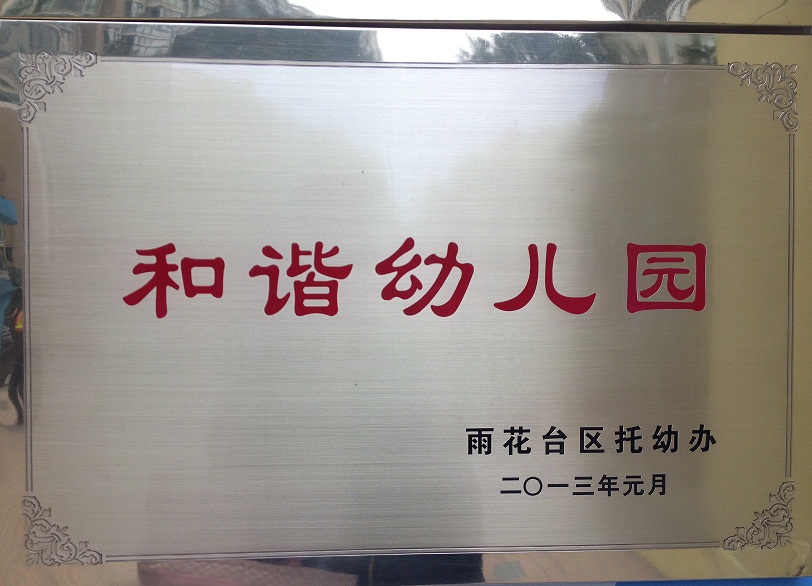 和谐幼儿园
雨花台区托幼办
二〇一三年元月